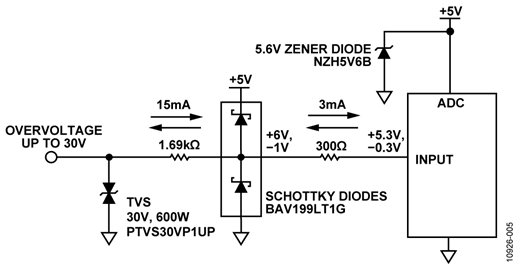 +5V
5.6V ZENER DIODE
NZH5V6B
+5V
ADC
15mA
3mA
OVERVOLTAGE
UP TO 30V
1.69kΩ
+6V,
–1V
300Ω
+5.3V,
–0.3V
INPUT
TVS
30V, 600W
PTVS30VP1UP
SCHOTTKY DIODES
BAV199LT1G
10926-005